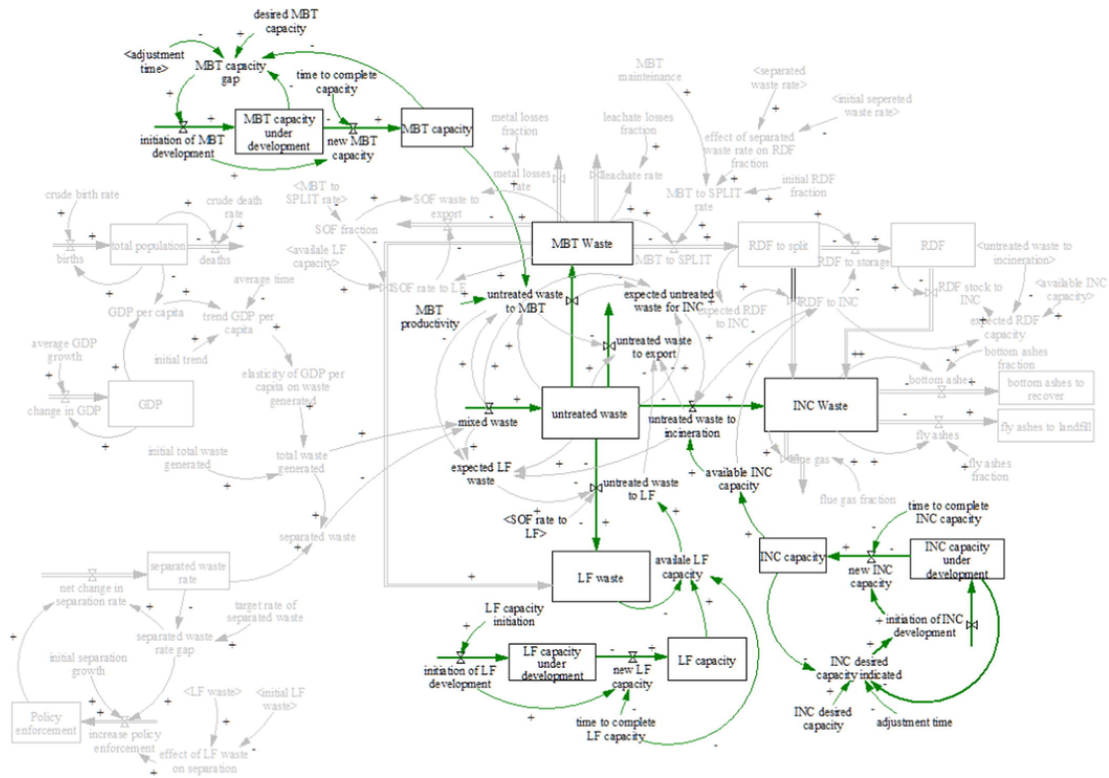 desired MBT
capacity
<adjustment
time>
MBT capacity
gap
time to complete
capacity
MBT capacity
under
development
MBT capacity
initiation of MBT
development
new MBT
capacity
MBT
maintainance
<separated
waste rate>
<initial sepereted
waste rate>
metal losses
fraction
leachate losses
fraction
effect of separated
waste rate on RDF
fraction
metal losses
rate
leachate rate
MBT to SPLIT
rate
initial RDF
fraction
crude birth rate
crude death
rate
<MBT to
SPLIT rate>
SOF waste to
export
SOF fraction
total population
births
deaths
MBT Waste
MBT to SPLIT
RDF to split
RDF to storage
RDF
<untreated waste to
incineration>
<availale LF
capacity>
SOF rate to LF
average time
GDP per capita
trend GDP per
capita
MBT
productivity
untreated waste
to MBT
expected untreated
waste for INC
expected RDF
to INC
RDF to INC
RDF stock to
INC
<available INC
capacity>
expected RDF
capacity
average GDP
growth
initial trend
untreated waste
to export
bottom ashes
fraction
elasticity of GDP per
capita on waste
generated
change in GDP
GDP
mixed waste
untreated waste
untreated waste to
incineration
INC Waste
bottom ashes
bottom ashes to
recover
fly ashes
fly ashes to landfill
initial total waste
generated
total waste
generated
expected LF
waste
untreated waste
to LF
available INC
capacity
flue gas
fly ashes
fraction
flue gas fraction
separated waste
<SOF rate to
LF>
time to complete
INC capacity
separated waste
rate
net change in
separation rate
LF waste
availale LF
capacity
INC capacity
new INC
capacity
INC capacity
under
development
target rate of
separated waste
separated waste
rate gap
LF capacity
initiation
initiation of INC
development
initial separation
growth
initiation of LF
development
LF capacity
under
development
new LF
capacity
LF capacity
INC desired
capacity indicated
<LF waste>
<initial LF
waste>
Policy
enforcement
increase policy
enforcement
time to complete
LF capacity
INC desired
capacity
adjustment time
effect of LF waste
on separation